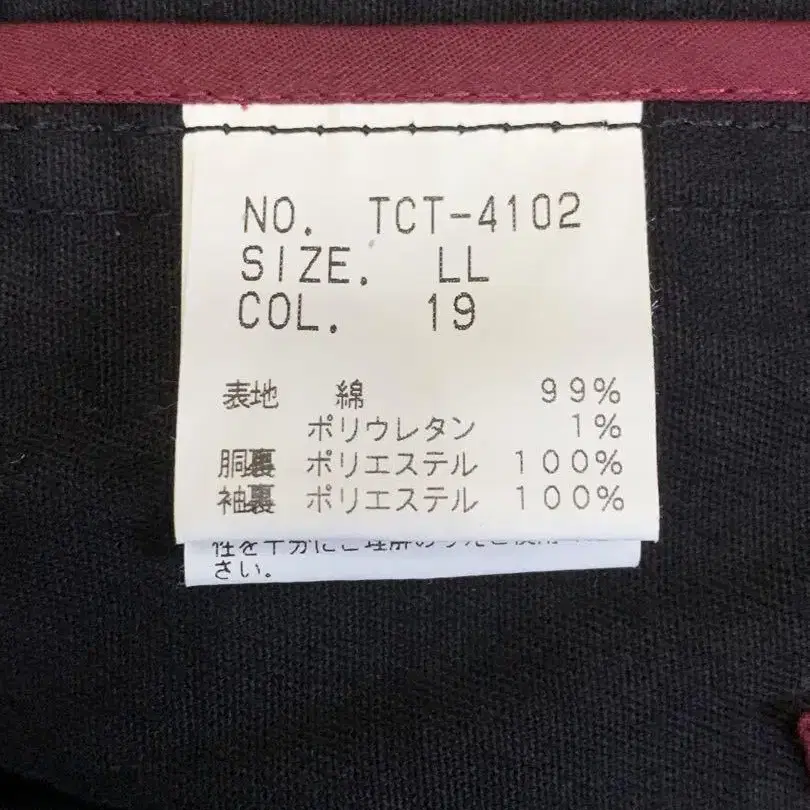 NO. TCT-4102
SIZE. LL
COL. 19
表地 綿 99%
ポリウレタン 1%
胴裏 ポリエステル 100%
袖裏 ポリエステル 100%
さい。